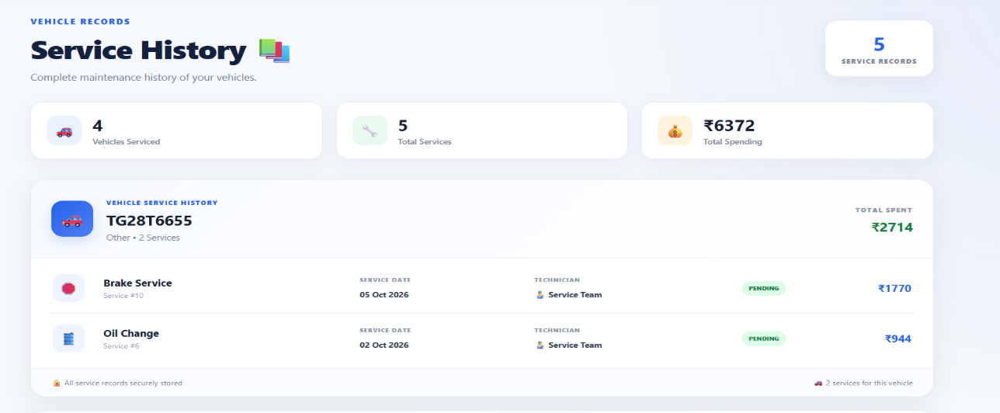 VEHICLE RECORDS
Service History
Complete maintenance history of your vehicles.
5
SERVICE RECORDS
4
Vehicles Serviced
5
Total Services
₹6372
Total Spending
VEHICLE SERVICE HISTORY
TG28T6655
Other • 2 Services
TOTAL SPENT
₹2714
Brake Service
Service #10
SERVICE DATE
05 Oct 2026
TECHNICIAN
Service Team
PENDING
₹1770
Oil Change
Service #6
SERVICE DATE
02 Oct 2026
TECHNICIAN
Service Team
PENDING
₹944
All service records securely stored
2 services for this vehicle